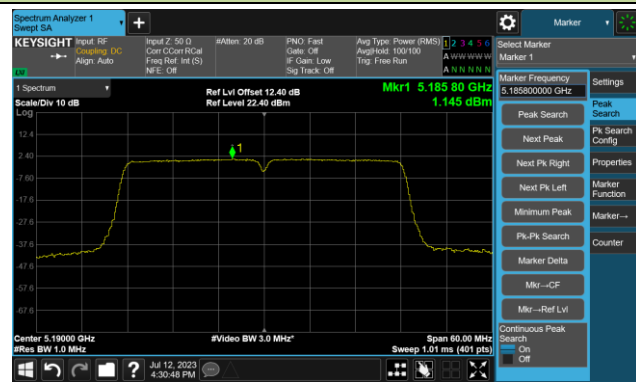 Spectrum Analyzer 1
Swept SA
Marker
KEYSIGHT
Input: RF
Coupling: DC
Align: Auto
Input Z: 50 Ω
Corr CCorr RCal
Freq Ref: Int (S)
NFE: Off
#Atten: 20 dB
PNO: Fast
Gate: Off
IF Gain: Low
Sig Track: Off
Avg Type: Power (RMS)
Avg|Hold: 100/100
Trig: Free Run
1 2 3 4 5 6
A W W W W W
A N N N N N
Select Marker
Marker 1
LVI
1 Spectrum
Scale/Div 10 dB
Log
Ref Lvl Offset 12.40 dB
Ref Level 22.40 dBm
Mkr1 5.185 80 GHz
1.145 dBm
12.4
2.40
-7.60
-17.6
-27.6
-37.6
-47.6
-57.6
-67.6
1
Center 5.19000 GHz
#Res BW 1.0 MHz
#Video BW 3.0 MHz*
Span 60.00 MHz
Sweep 1.01 ms (401 pts)
Marker Frequency
5.185800000 GHz
Peak Search
Next Peak
Next Pk Right
Next Pk Left
Minimum Peak
Pk-Pk Search
Marker Delta
Mkr→CF
Mkr→Ref Lvl
Continuous Peak
Search
On
Off
Settings
Peak
Search
Pk Search
Config
Properties
Marker
Function
Marker→
Counter
Jul 12, 2023
4:30:48 PM